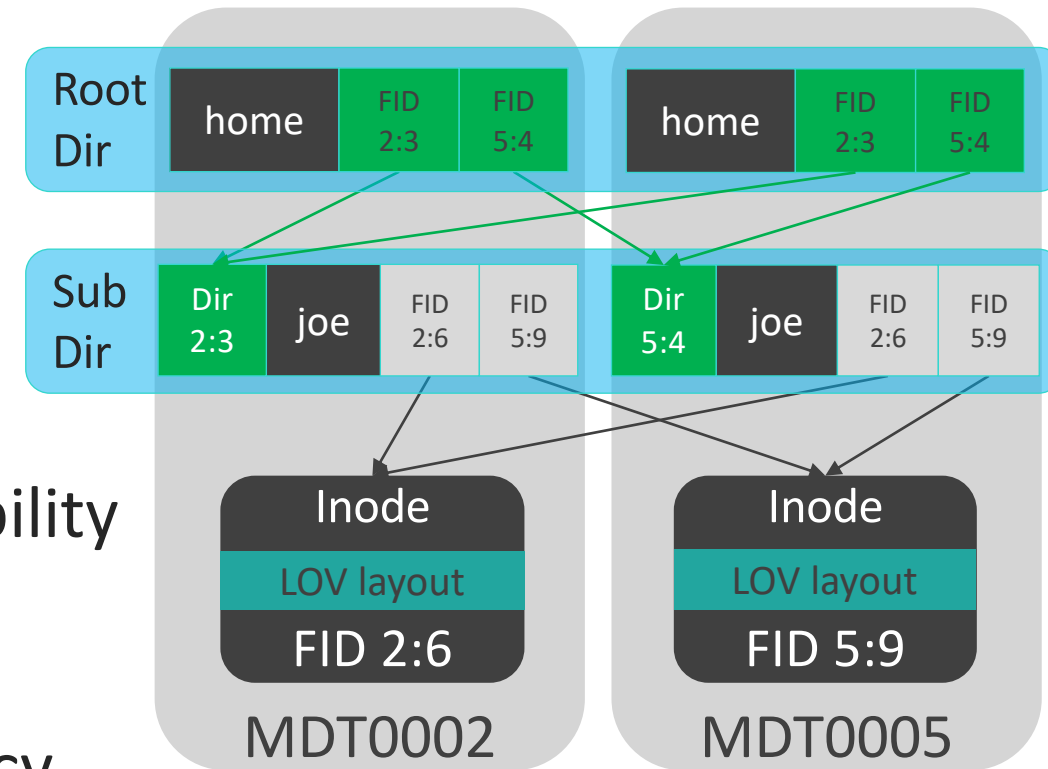 Root
Dir
home FID 2:3 FID 5:4
home FID 2:3 FID 5:4
Sub
Dir
Dir 2:3 joe FID 2:6 FID 5:9
Dir 5:4 joe FID 2:6 FID 5:9
bility
Inode
LOV layout
FID 2:6
Inode
LOV layout
FID 5:9
MDT0002
MDT0005